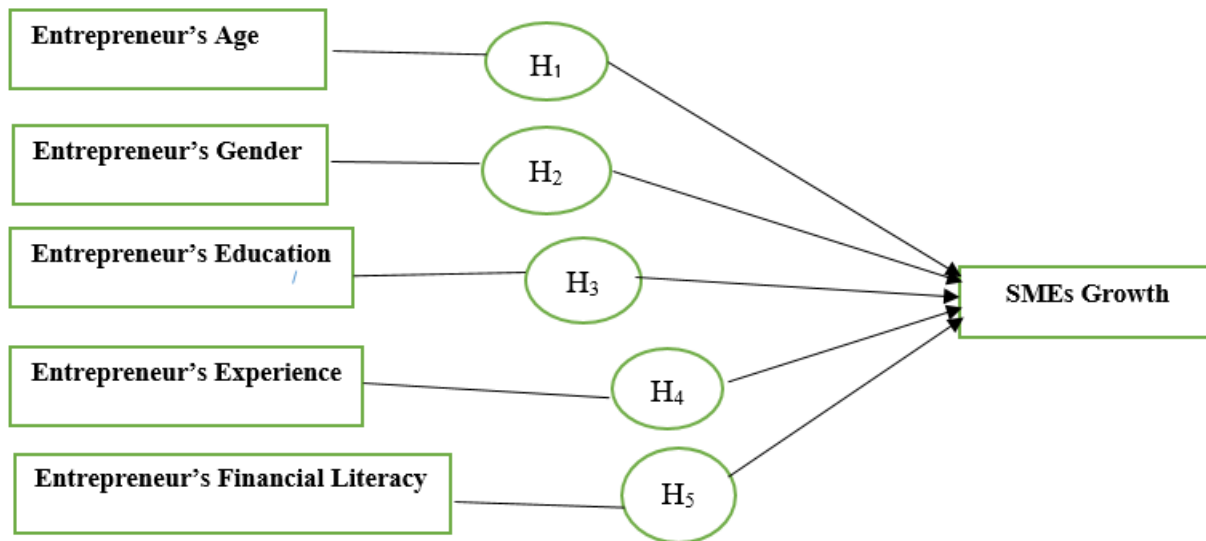 Entrepreneur’s Age
H₁
Entrepreneur’s Gender
H₂
Entrepreneur’s Education
H₃
SMEs Growth
Entrepreneur’s Experience
H₄
Entrepreneur’s Financial Literacy
H₅